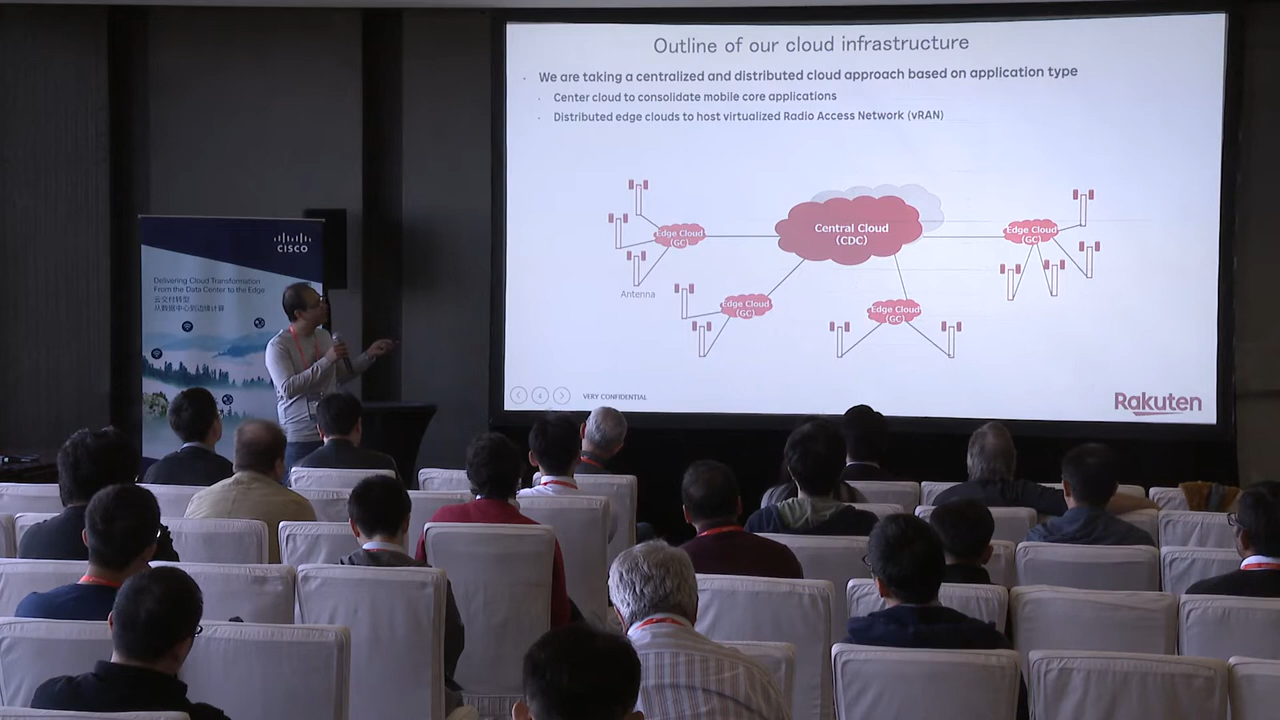 Outline of our cloud infrastructure
We are taking a centralized and distributed cloud approach based on application type
Center cloud to consolidate mobile core applications
Distributed edge clouds to host virtualized Radio Access Network (vRAN)
Central Cloud
(CDC)
Edge Cloud
(GC)
Edge Cloud
(GC)
Antenna
Edge Cloud
(GC)
Edge Cloud
(GC)
4
VERY CONFIDENTIAL
Rakuten
CISCO
Delivering Cloud Transformation
From the Data Center to the Edge
云交付转型
从数据中心到边缘计算